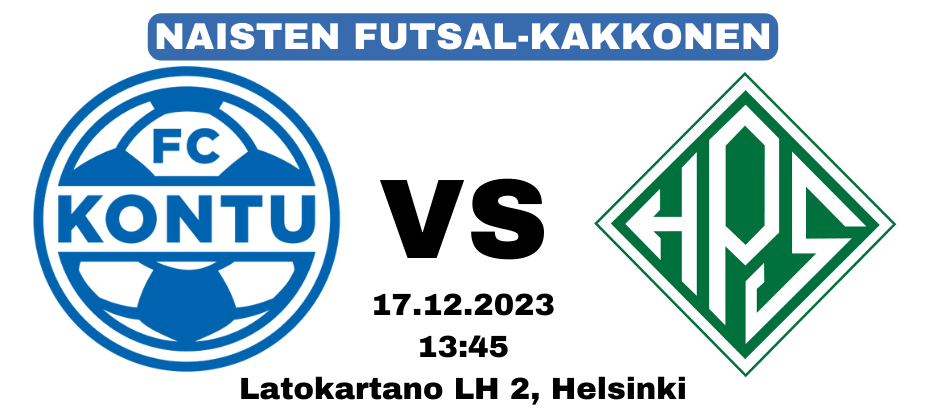 NAISTEN FUTSAL-KAKKONEN
FC
KONTU
VS
HPS
17.12.2023
13:45
Latokartano LH 2, Helsinki